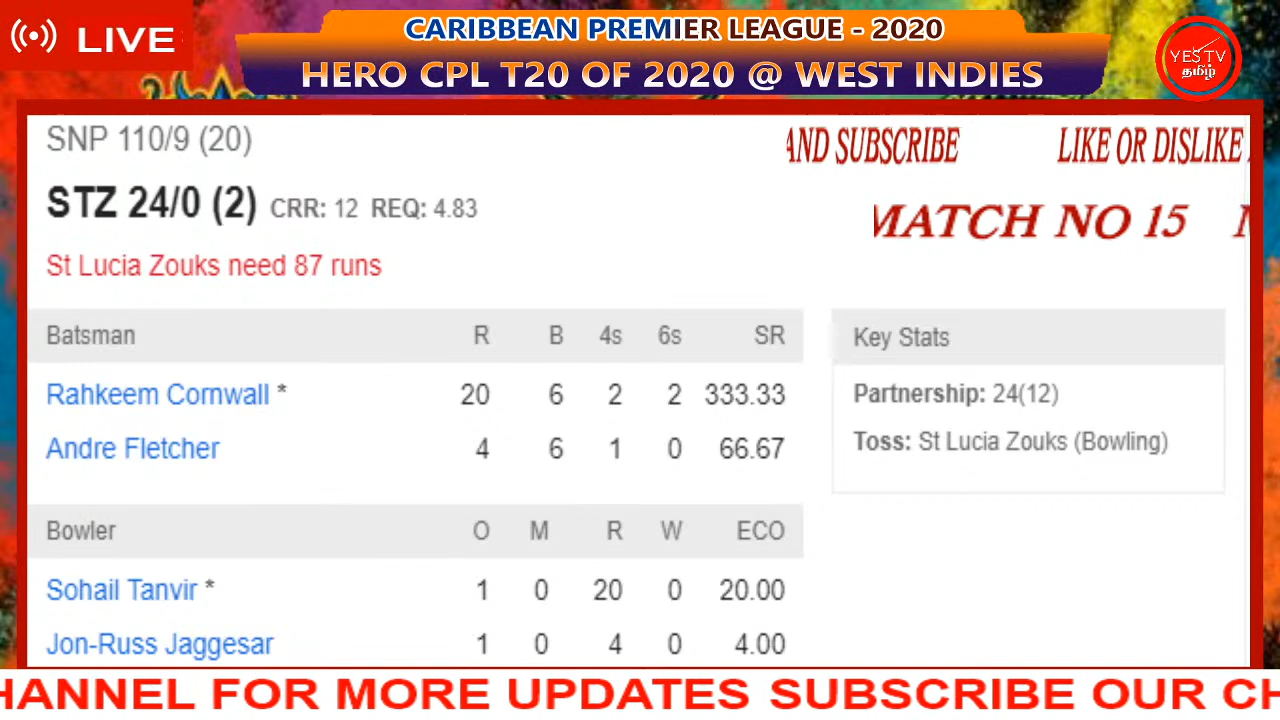 LIVE
CARIBBEAN PREMIER LEAGUE - 2020
HERO CPL T20 OF 2020 @ WEST INDIES
YES TV
தமிழ்
SNP 110/9 (20)
AND SUBSCRIBE LIKE OR DISLIKE
STZ 24/0 (2) CRR: 12 REQ: 4.83
MATCH NO 15
St Lucia Zouks need 87 runs
Batsman R B 4s 6s SR
Rahkeem Cornwall * 20 6 2 2 333.33
Andre Fletcher 4 6 1 0 66.67
Key Stats
Partnership: 24(12)
Toss: St Lucia Zouks (Bowling)
Bowler O M R W ECO
Sohail Tanvir * 1 0 20 0 20.00
Jon-Russ Jaggesar 1 0 4 0 4.00
HANNEL FOR MORE UPDATES SUBSCRIBE OUR CH